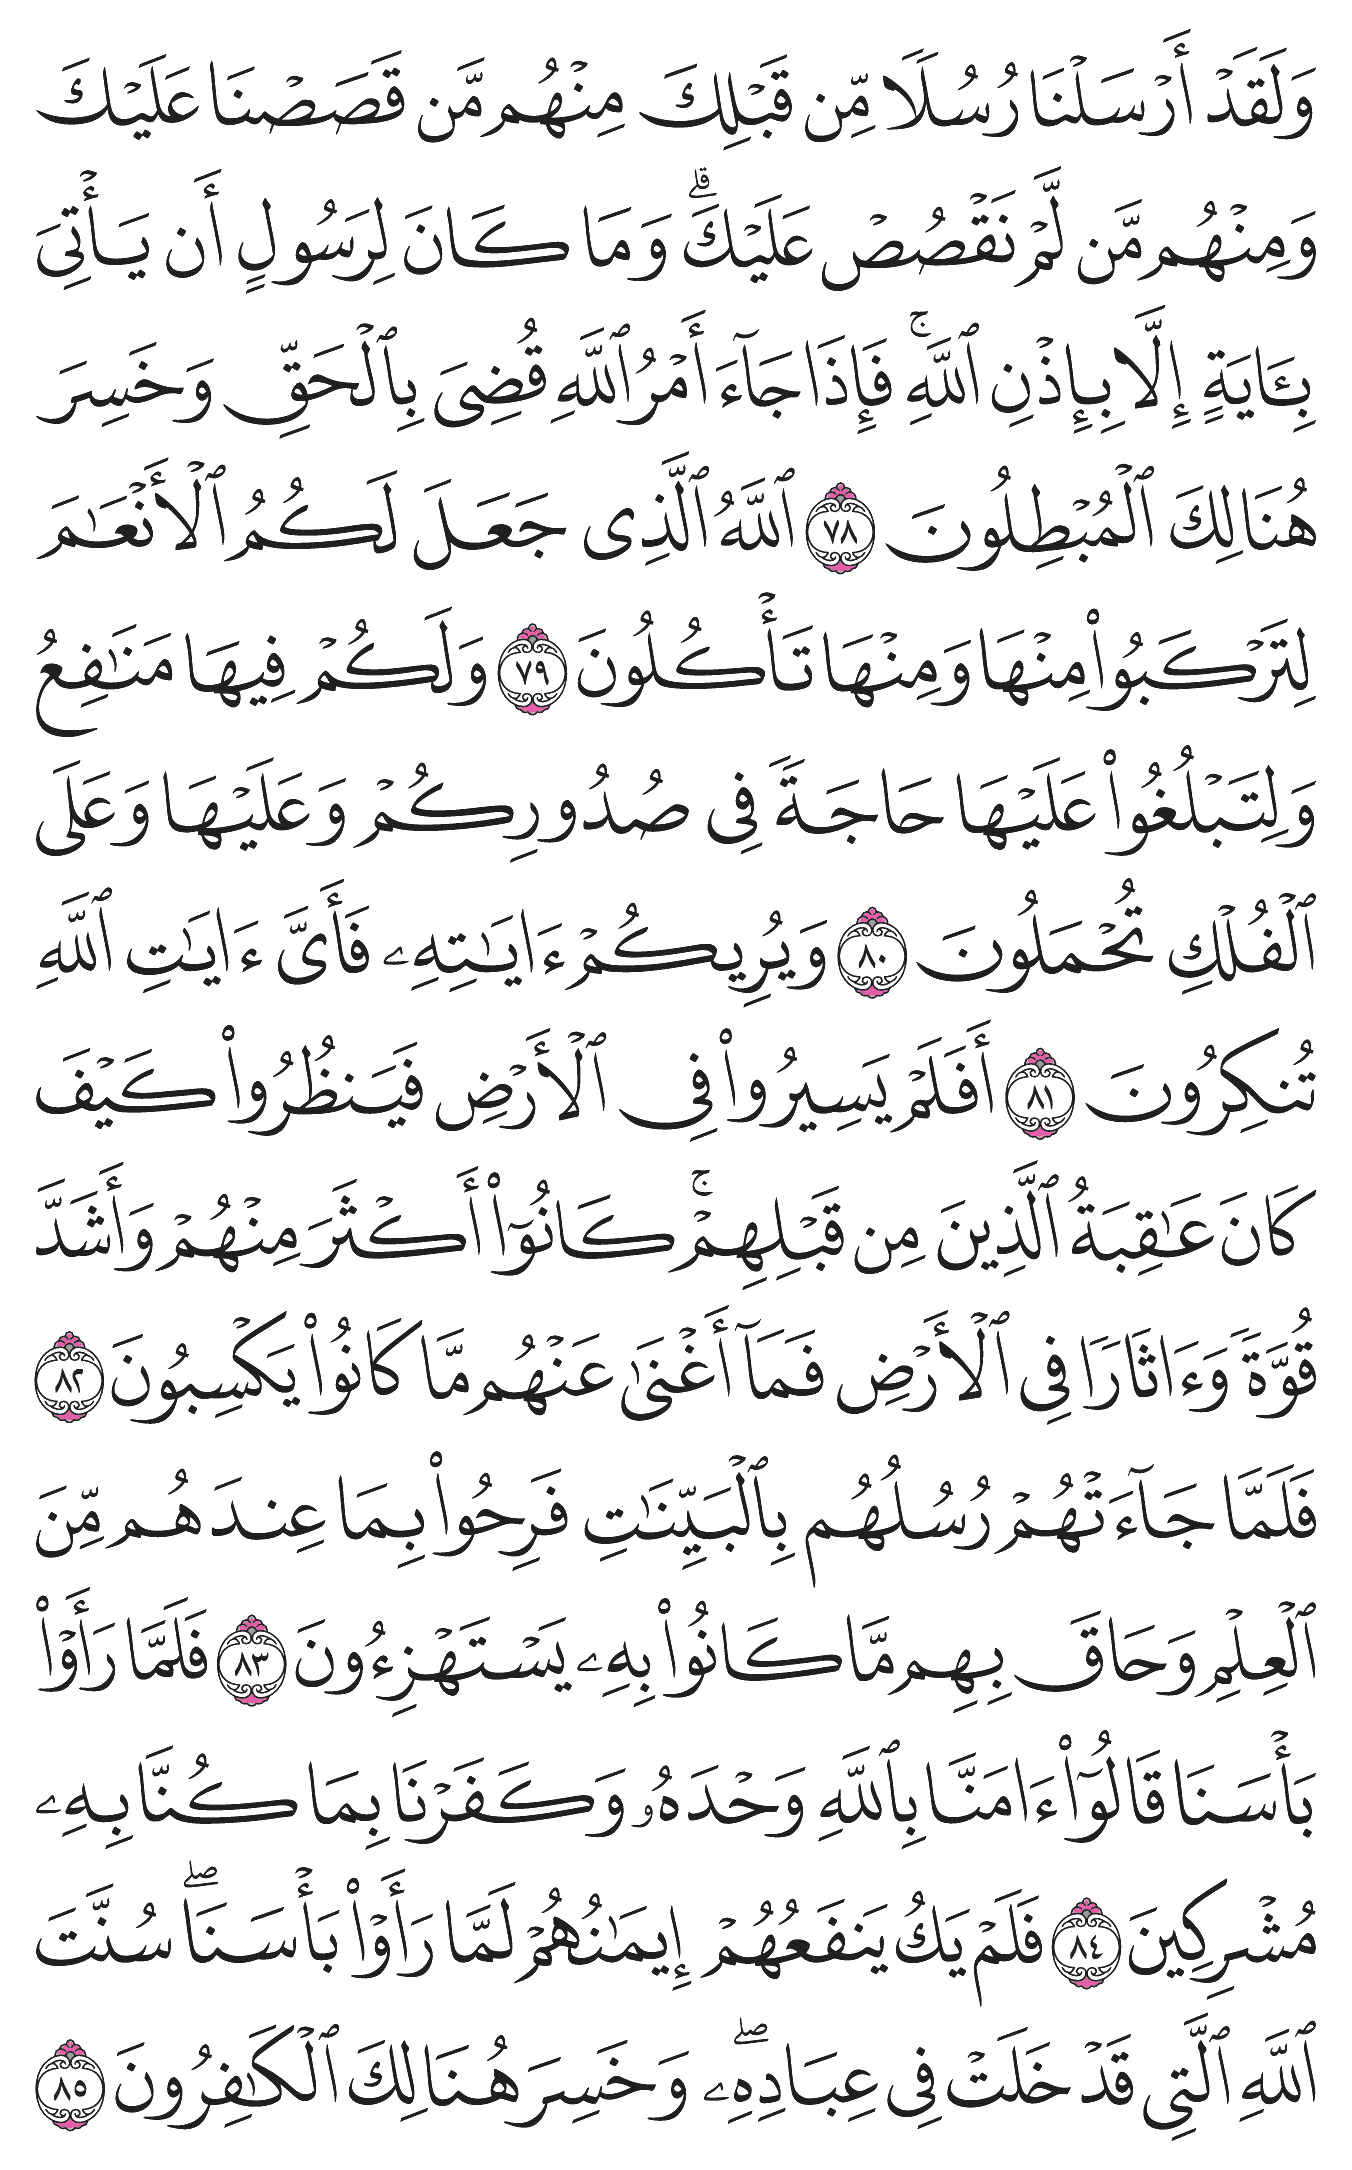 وَلَقَدۡ أَرۡسَلۡنَا رُسُلٗا مِّن قَبۡلِكَ مِنۡهُم مَّن قَصَصۡنَا عَلَيۡكَ
وَمِنۡهُم مَّن لَّمۡ نَقۡصُصۡ عَلَيۡكَۗ وَمَا كَانَ لِرَسُولٍ أَن يَأۡتِيَ
بِـَٔايَةٍ إِلَّا بِإِذۡنِ ٱللَّهِۚ فَإِذَا جَآءَ أَمۡرُ ٱللَّهِ قُضِيَ بِٱلۡحَقِّ وَخَسِرَ
هُنَالِكَ ٱلۡمُبۡطِلُونَ ٧٨ ٱللَّهُ ٱلَّذِي جَعَلَ لَكُمُ ٱلۡأَنۡعَٰمَ
لِتَرۡكَبُواْ مِنۡهَا وَمِنۡهَا تَأۡكُلُونَ ٧٩ وَلَكُمۡ فِيهَا مَنَٰفِعُ
وَلِتَبۡلُغُواْ عَلَيۡهَا حَاجَةٗ فِي صُدُورِكُمۡ وَعَلَيۡهَا وَعَلَى
ٱلۡفُلۡكِ تُحۡمَلُونَ ٨٠ وَيُرِيكُمۡ ءَايَٰتِهِۦ فَأَيَّ ءَايَٰتِ ٱللَّهِ
تُنكِرُونَ ٨١ أَفَلَمۡ يَسِيرُواْ فِي ٱلۡأَرۡضِ فَيَنظُرُواْ كَيۡفَ
كَانَ عَٰقِبَةُ ٱلَّذِينَ مِن قَبۡلِهِمۡۚ كَانُوٓاْ أَكۡثَرَ مِنۡهُمۡ وَأَشَدَّ
قُوَّةٗ وَءَاثَارٗا فِي ٱلۡأَرۡضِ فَمَآ أَغۡنَىٰ عَنۡهُم مَّا كَانُواْ يَكۡسِبُونَ ٨٢
فَلَمَّا جَآءَتۡهُمۡ رُسُلُهُم بِٱلۡبَيِّنَٰتِ فَرِحُواْ بِمَا عِندَهُم مِّنَ
ٱلۡعِلۡمِ وَحَاقَ بِهِم مَّا كَانُواْ بِهِۦ يَسۡتَهۡزِءُونَ ٨٣ فَلَمَّا رَأَوۡاْ
بَأۡسَنَا قَالُوٓاْ ءَامَنَّا بِٱللَّهِ وَحۡدَهُۥ وَكَفَرۡنَا بِمَا كُنَّا بِهِۦ
مُشۡرِكِينَ ٨٤ فَلَمۡ يَكُ يَنفَعُهُمۡ إِيمَٰنُهُمۡ لَمَّا رَأَوۡاْ بَأۡسَنَاۖ سُنَّتَ
ٱللَّهِ ٱلَّتِي قَدۡ خَلَتۡ فِي عِبَادِهِۦۖ وَخَسِرَ هُنَالِكَ ٱلۡكَٰفِرُونَ ٨٥